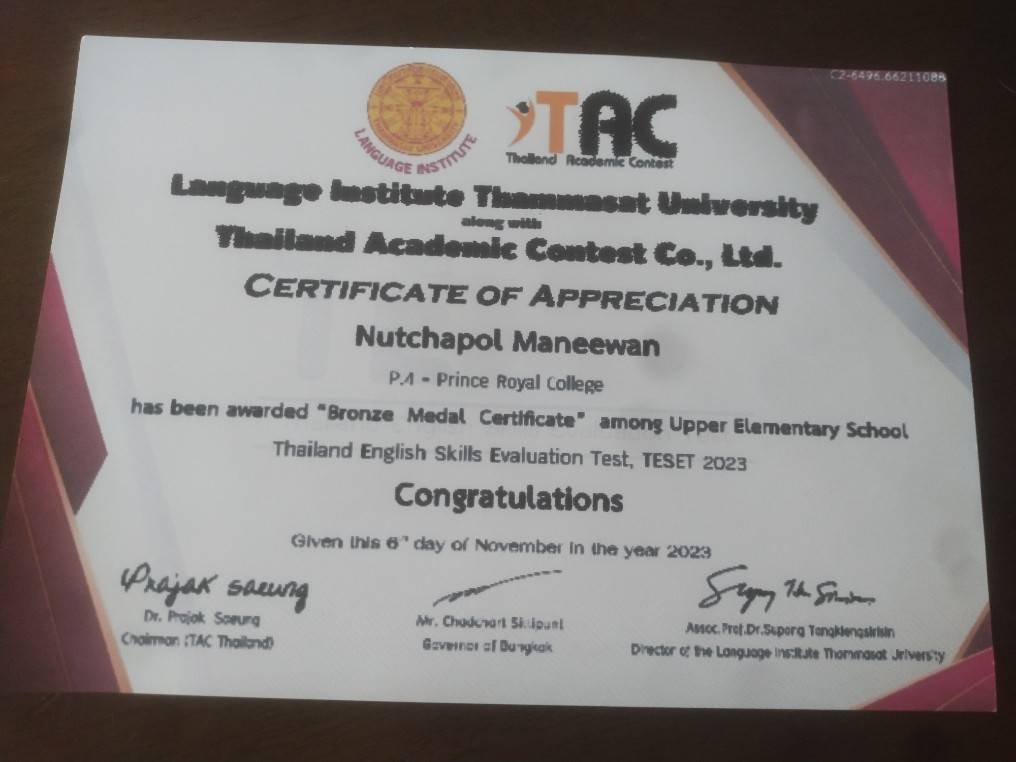 C2-6496.66211088
LANGUAGE INSTITUTE
TAC
Thailand Academic Contest
Language Institute Thammasat University
along with
Thailand Academic Contest Co., Ltd.
CERTIFICATE OF APPRECIATION
Nutchapol Maneewan
P.4 - Prince Royal College
has been awarded "Bronze Medal Certificate" among Upper Elementary School
Thailand English Skills Evaluation Test, TESET 2023
Congratulations
Given this 6th day of November in the year 2023
Prajak Saeung
Dr. Prajak Saeung
Chairman (TAC Thailand)
Mr. Chadchart Sittipunt
Governor of Bangkok
Assoc.Prof.Dr.Supong Tangkiengsirisin
Director of the Language Institute Thammasat University